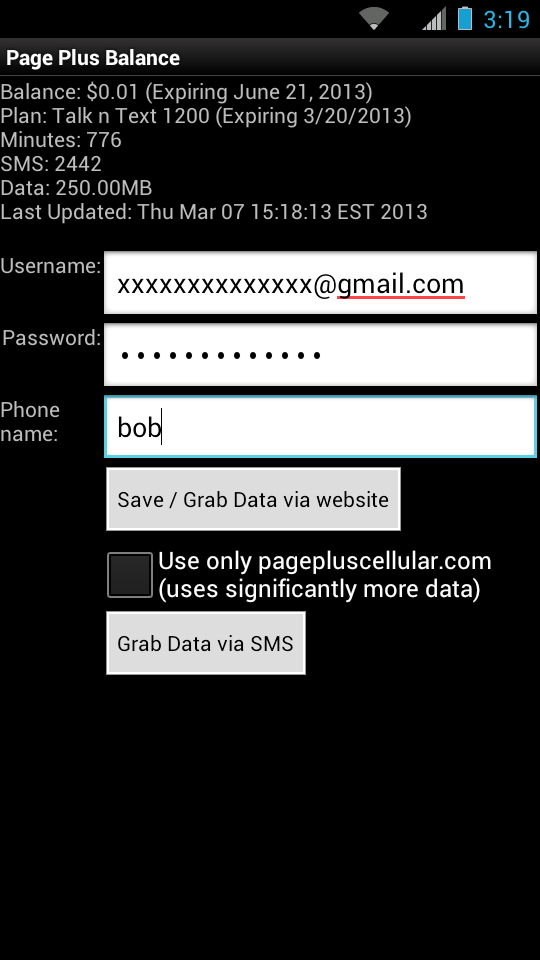 3:19
Page Plus Balance
Balance: $0.01 (Expiring June 21, 2013)
Plan: Talk n Text 1200 (Expiring 3/20/2013)
Minutes: 776
SMS: 2442
Data: 250.00MB
Last Updated: Thu Mar 07 15:18:13 EST 2013
Username: xxxxxxxxxxxxxx@gmail.com
Password: •••••••••••••
Phone
name: bob
Save / Grab Data via website
Use only pagepluscellular.com
(uses significantly more data)
Grab Data via SMS